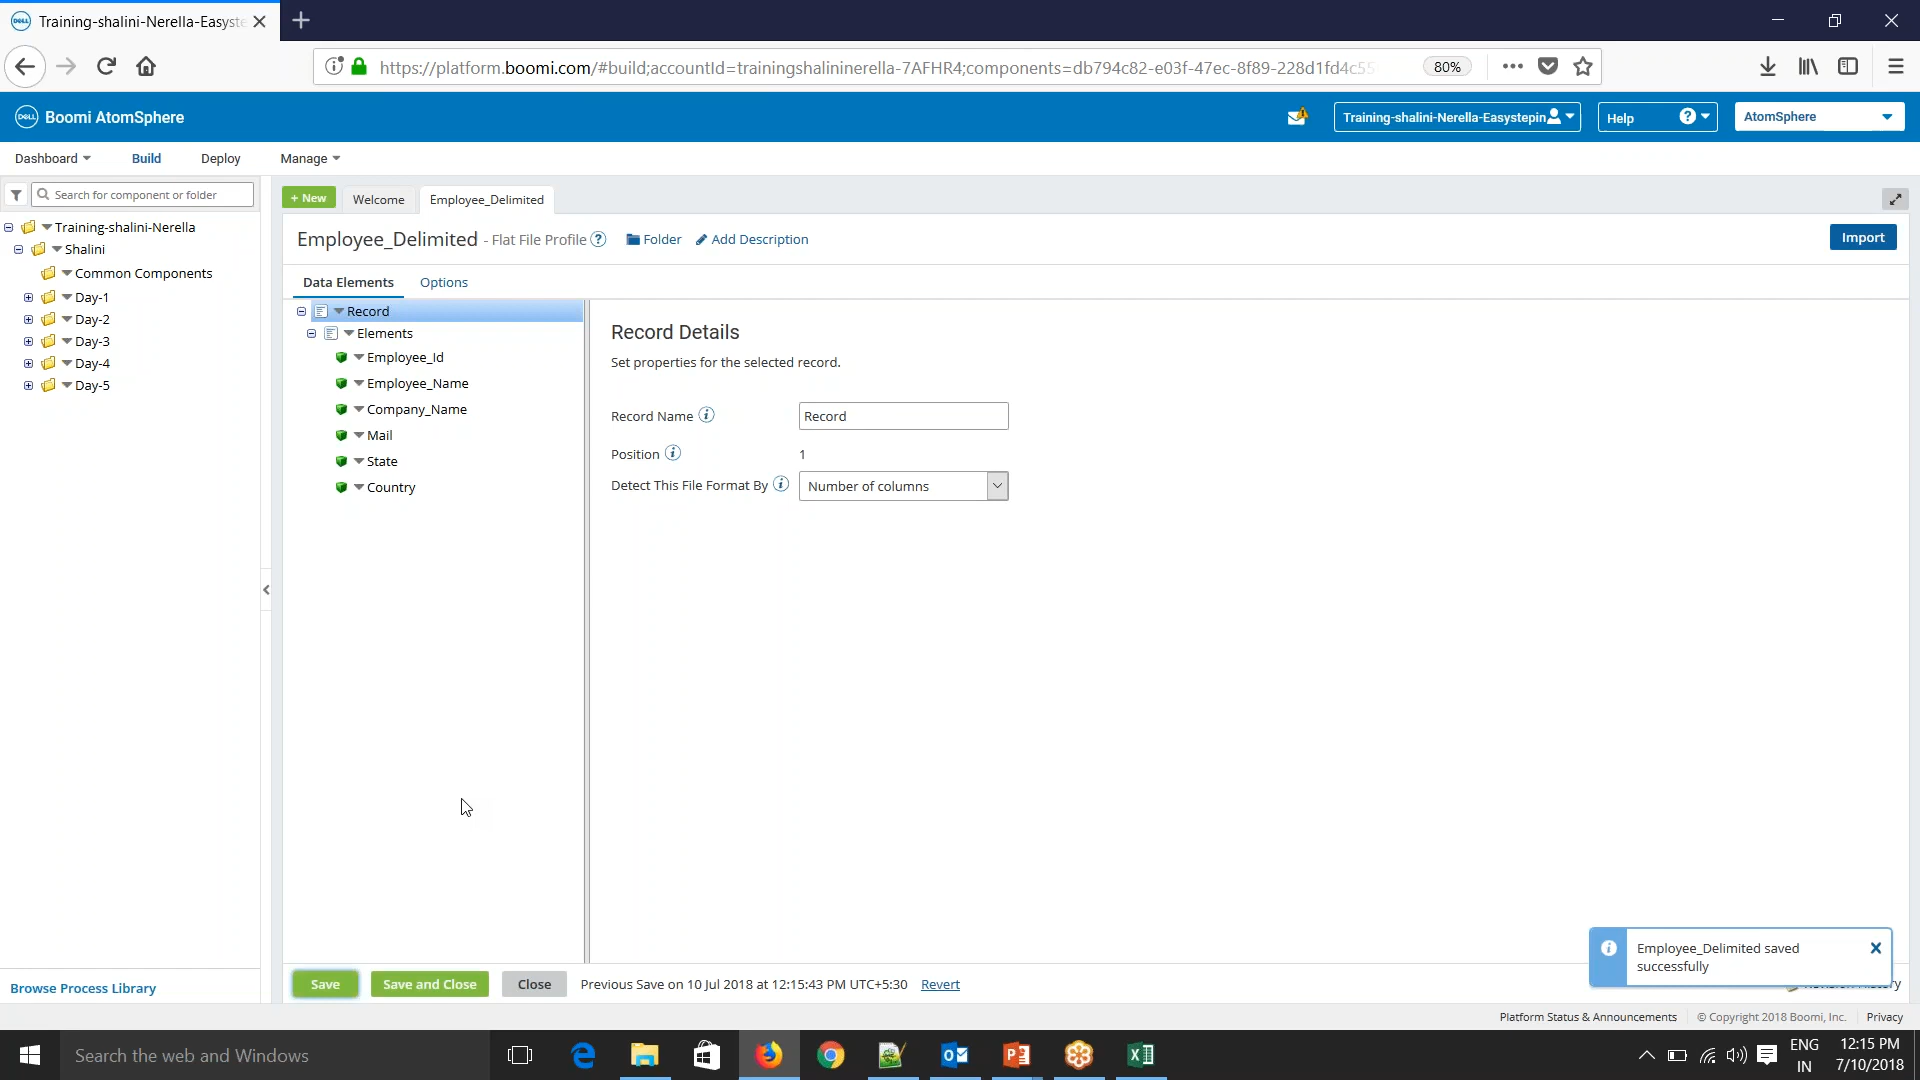 Training-shalini-Nerella-Easyste
https://platform.boomi.com/#build;accountId=trainingshalininerella-7AFHR4;components=db794c82-e03f-47ec-8f89-228d1fd4c55
80%
DELL Boomi AtomSphere
Training-shalini-Nerella-Easystepin
Help
AtomSphere
Dashboard
Build
Deploy
Manage
Search for component or folder
+ New
Welcome
Employee_Delimited
Training-shalini-Nerella
Shalini
Common Components
Day-1
Day-2
Day-3
Day-4
Day-5
Employee_Delimited - Flat File Profile
Folder
Add Description
Import
Data Elements
Options
Record
Elements
Employee_Id
Employee_Name
Company_Name
Mail
State
Country
Record Details
Set properties for the selected record.
Record Name
Record
Position
1
Detect This File Format By
Number of columns
Employee_Delimited saved
successfully
Save
Save and Close
Close
Previous Save on 10 Jul 2018 at 12:15:43 PM UTC+5:30
Revert
Browse Process Library
Platform Status & Announcements
© Copyright 2018 Boomi, Inc.
Privacy
Search the web and Windows
ENG
IN
12:15 PM
7/10/2018